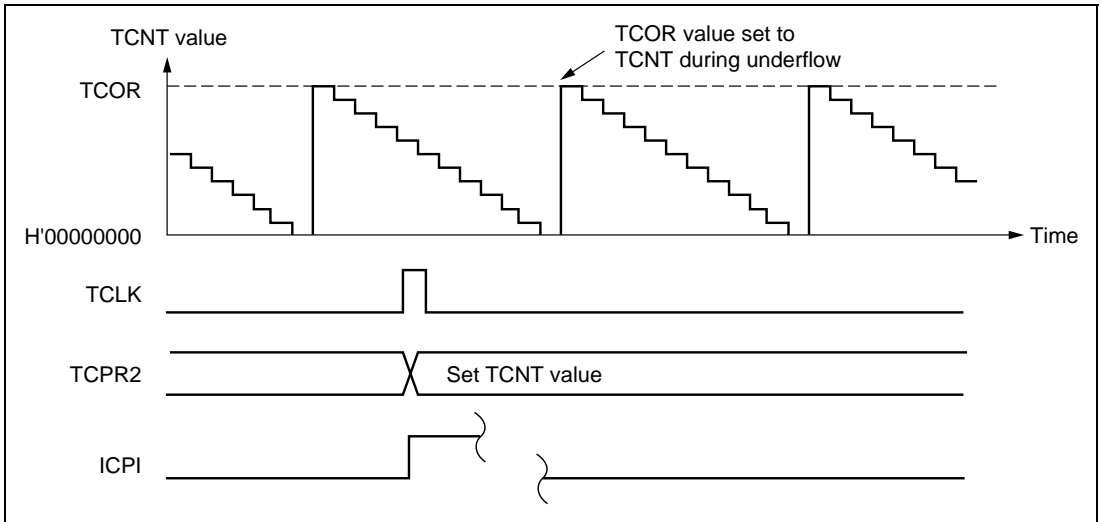 TCNT value
TCOR value set to
TCNT during underflow
TCOR
H'00000000
Time
TCLK
TCPR2
Set TCNT value
ICPI